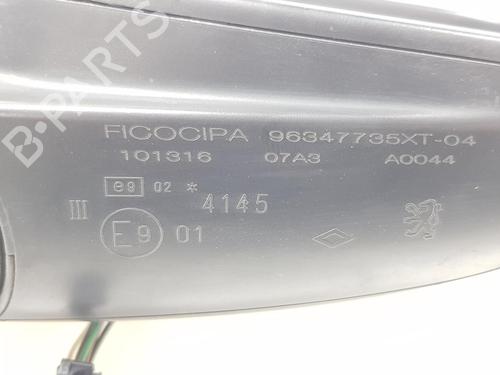 B-PARTS
FICOCIPA 96347735XT-04
101316 07A3 A0044
e9 02 * 4145
III
E9 01